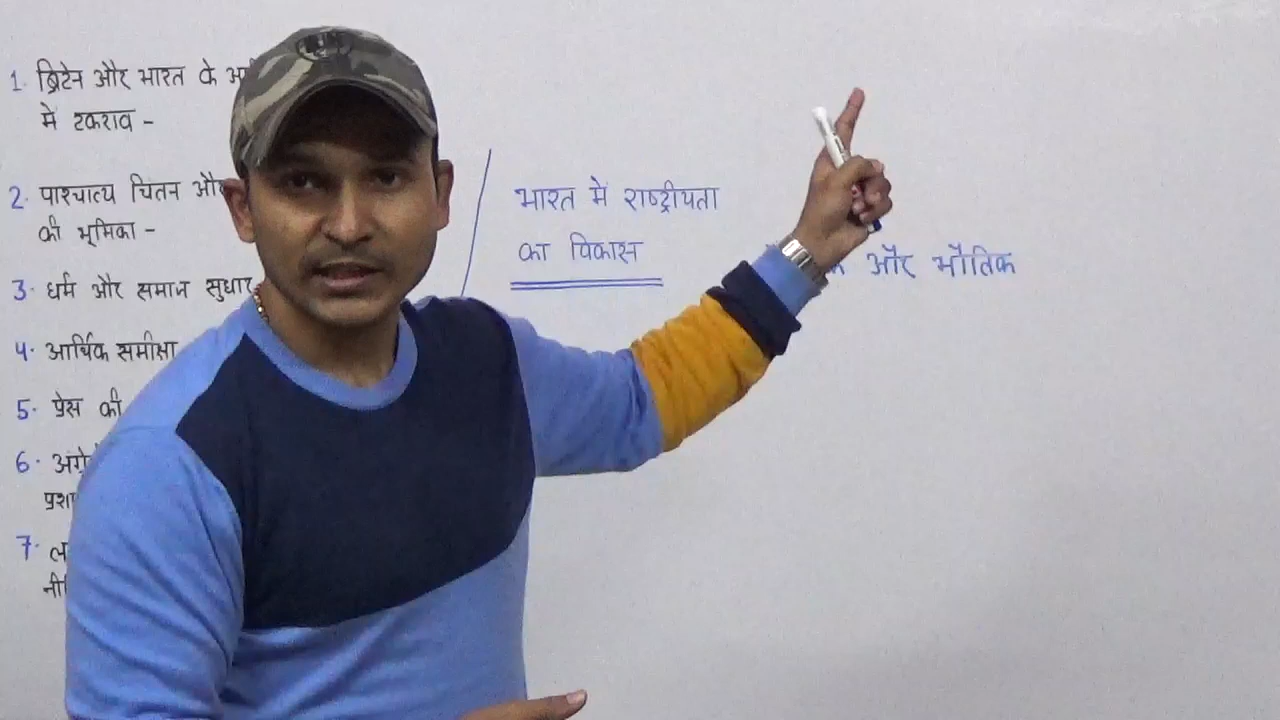 1. ब्रिटेन और भारत के
में टकराव -
2. पाश्चात्य चिंतन और
की भूमिका -
3. धर्म और समाज सुधार
4. आर्थिक समीक्षा
5. प्रेस की
6.
7.
भारत में राष्ट्रीयता
का विकास
और भौतिक